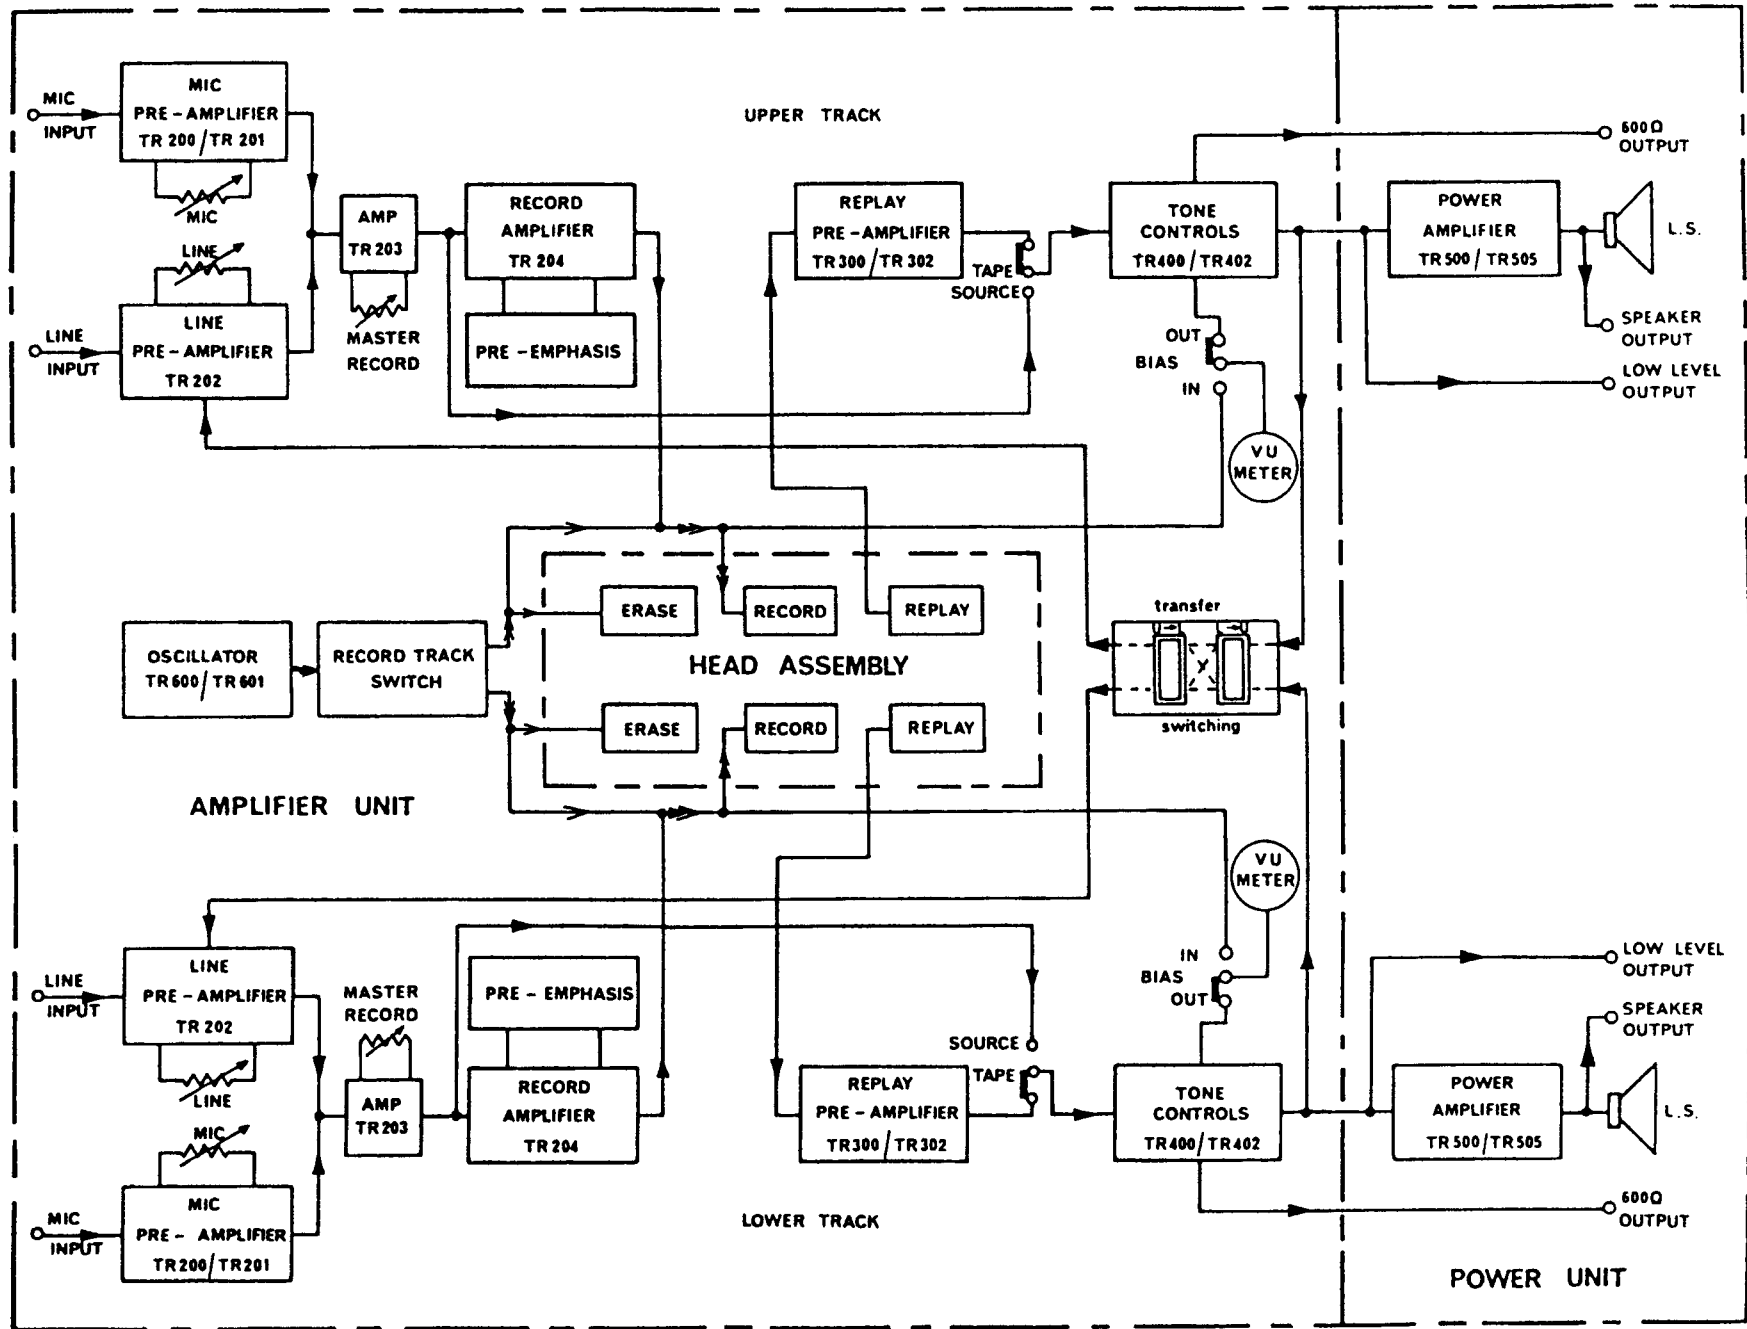 MIC
INPUT
MIC
PRE-AMPLIFIER
TR 200/TR 201
MIC
LINE
LINE
INPUT
LINE
PRE-AMPLIFIER
TR 202
AMP
TR 203
MASTER
RECORD
RECORD
AMPLIFIER
TR 204
PRE-EMPHASIS
UPPER TRACK
REPLAY
PRE-AMPLIFIER
TR 300/TR 302
TAPE
SOURCE
TONE
CONTROLS
TR400/TR402
OUT
BIAS
IN
VU
METER
600Ω
OUTPUT
POWER
AMPLIFIER
TR 500/TR 505
L.S.
SPEAKER
OUTPUT
LOW LEVEL
OUTPUT
OSCILLATOR
TR 600/TR 601
RECORD TRACK
SWITCH
ERASE
RECORD
REPLAY
HEAD ASSEMBLY
ERASE
RECORD
REPLAY
transfer
switching
AMPLIFIER UNIT
LINE
INPUT
LINE
PRE-AMPLIFIER
TR 202
LINE
MIC
MIC
INPUT
MIC
PRE-AMPLIFIER
TR200/TR201
MASTER
RECORD
AMP
TR203
PRE-EMPHASIS
RECORD
AMPLIFIER
TR 204
LOWER TRACK
SOURCE
TAPE
REPLAY
PRE-AMPLIFIER
TR300/TR302
VU
METER
IN
BIAS
OUT
TONE
CONTROLS
TR400/TR402
LOW LEVEL
OUTPUT
SPEAKER
OUTPUT
POWER
AMPLIFIER
TR 500/TR505
L.S.
600Ω
OUTPUT
POWER UNIT